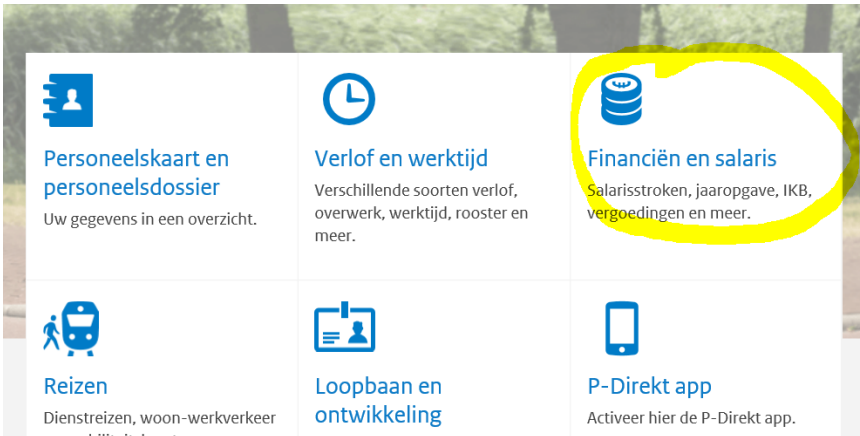 Personeelskaart en
personeelsdossier
Uw gegevens in een overzicht.
Verlof en werktijd
Verschillende soorten verlof,
overwerk, werktijd, rooster en
meer.
Financiën en salaris
Salarisstroken, jaaropgave, IKB,
vergoedingen en meer.
Reizen
Dienstreizen, woon-werkverkeer
Loopbaan en
ontwikkeling
P-Direkt app
Activeer hier de P-Direkt app.